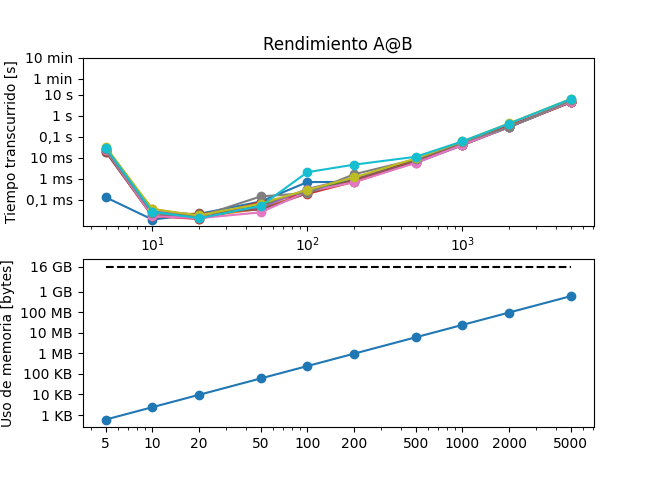 Rendimiento A@B
Tiempo transcurrido [s]
10 min
1 min
10 s
1 s
0,1 s
10 ms
1 ms
0,1 ms
10¹
10²
10³
Uso de memoria [bytes]
16 GB
1 GB
100 MB
10 MB
1 MB
100 KB
10 KB
1 KB
5 10 20 50 100 200 500 1000 2000 5000